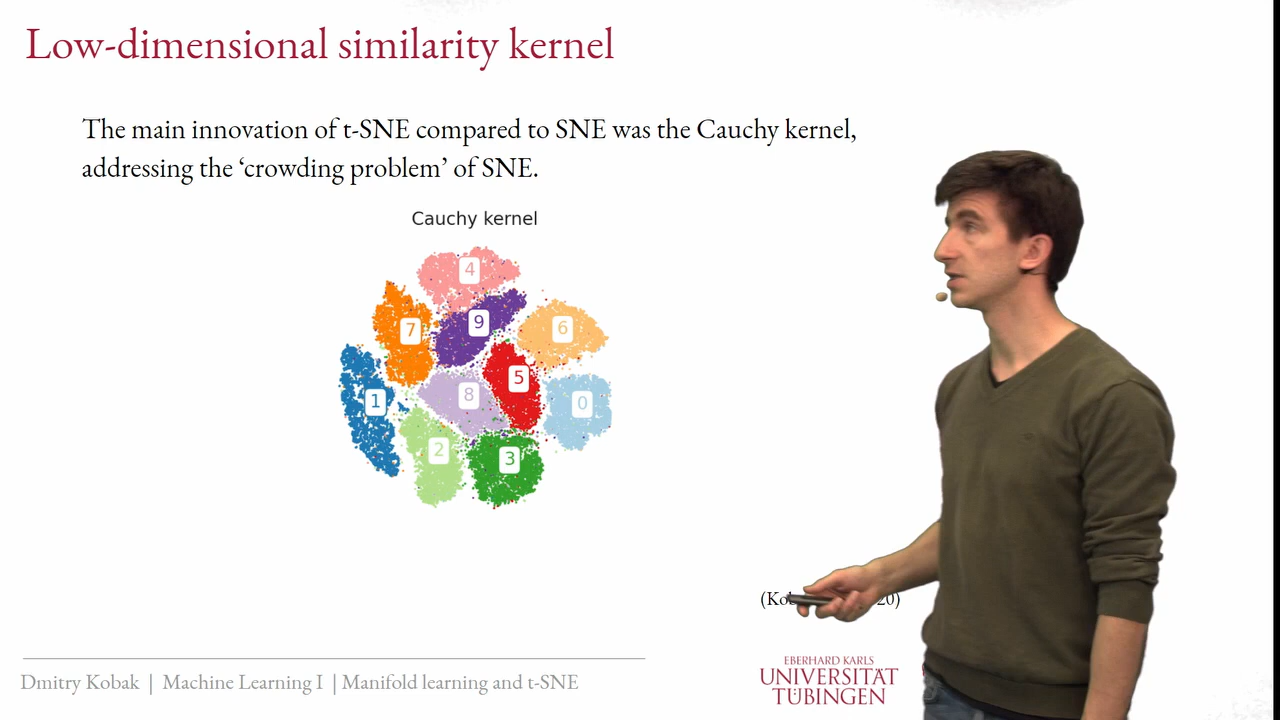 Low-dimensional similarity kernel
The main innovation of t-SNE compared to SNE was the Cauchy kernel,
addressing the ‘crowding problem’ of SNE.
Cauchy kernel
4
9
7
6
5
8
1
0
2
3
Dmitry Kobak | Machine Learning I | Manifold learning and t-SNE
EBERHARD KARLS
UNIVERSITÄT
TÜBINGEN